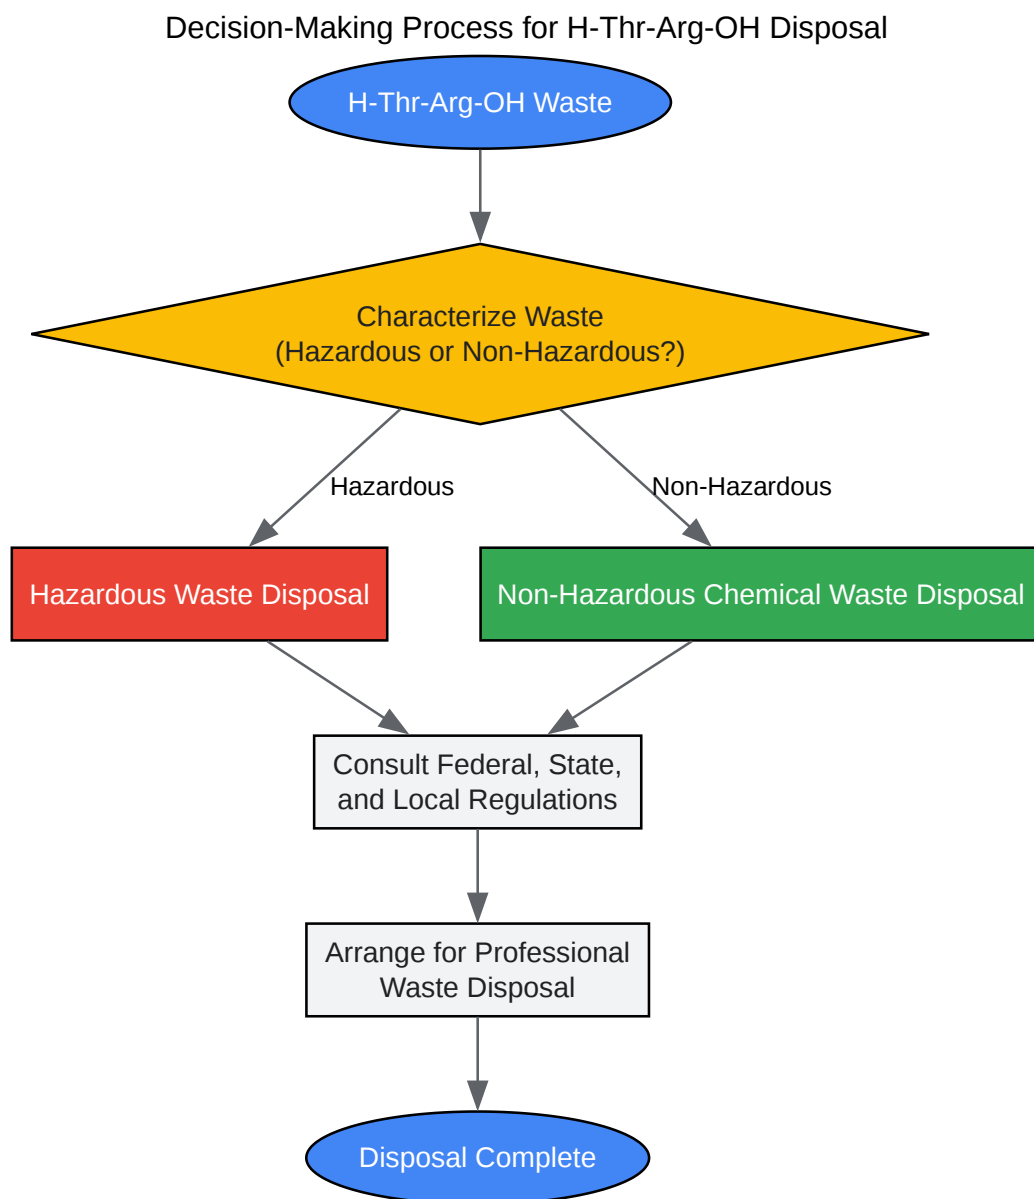 Decision-Making Process for H-Thr-Arg-OH Disposal
H-Thr-Arg-OH Waste
Characterize Waste
(Hazardous or Non-Hazardous?)
Hazardous
Non-Hazardous
Hazardous Waste Disposal
Non-Hazardous Chemical Waste Disposal
Consult Federal, State,
and Local Regulations
Arrange for Professional
Waste Disposal
Disposal Complete